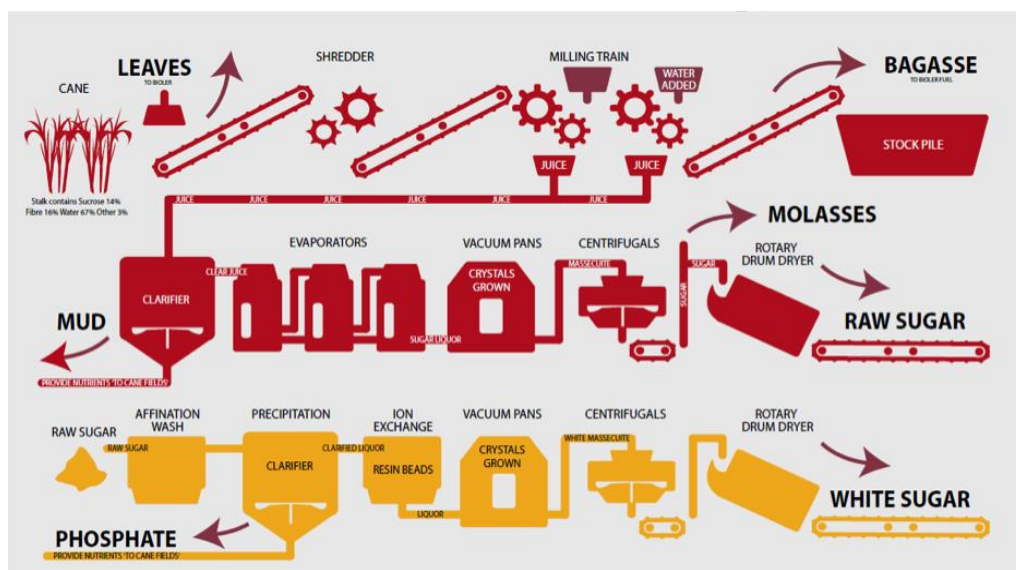 LEAVES
TO BIOLER
SHREDDER
MILLING TRAIN
WATER
ADDED
BAGASSE
TO BIOLER FUEL
CANE
STOCK PILE
JUICE
JUICE
Stalk contains Sucrose 14%
Fibre 16% Water 67% Other 3%
JUICE
JUICE
JUICE
JUICE
JUICE
JUICE
MOLASSES
EVAPORATORS
VACUUM PANS
CENTRIFUGALS
ROTARY
DRUM DRYER
CLEAR JUICE
CRYSTALS
GROWN
MASSECUITE
SUGAR
SUGAR
CLARIFIER
MUD
SUGAR LIQUOR
RAW SUGAR
PROVIDE NUTRIENTS 'TO CANE FIELDS'
RAW SUGAR
AFFINATION
WASH
PRECIPITATION
ION
EXCHANGE
VACUUM PANS
CENTRIFUGALS
ROTARY
DRUM DRYER
RAW SUGAR
CLARIFIED LIQUOR
WHITE MASSECUITE
CLARIFIER
RESIN BEADS
CRYSTALS
GROWN
LIQUOR
WHITE SUGAR
PHOSPHATE
PROVIDE NUTRIENTS 'TO CANE FIELDS'